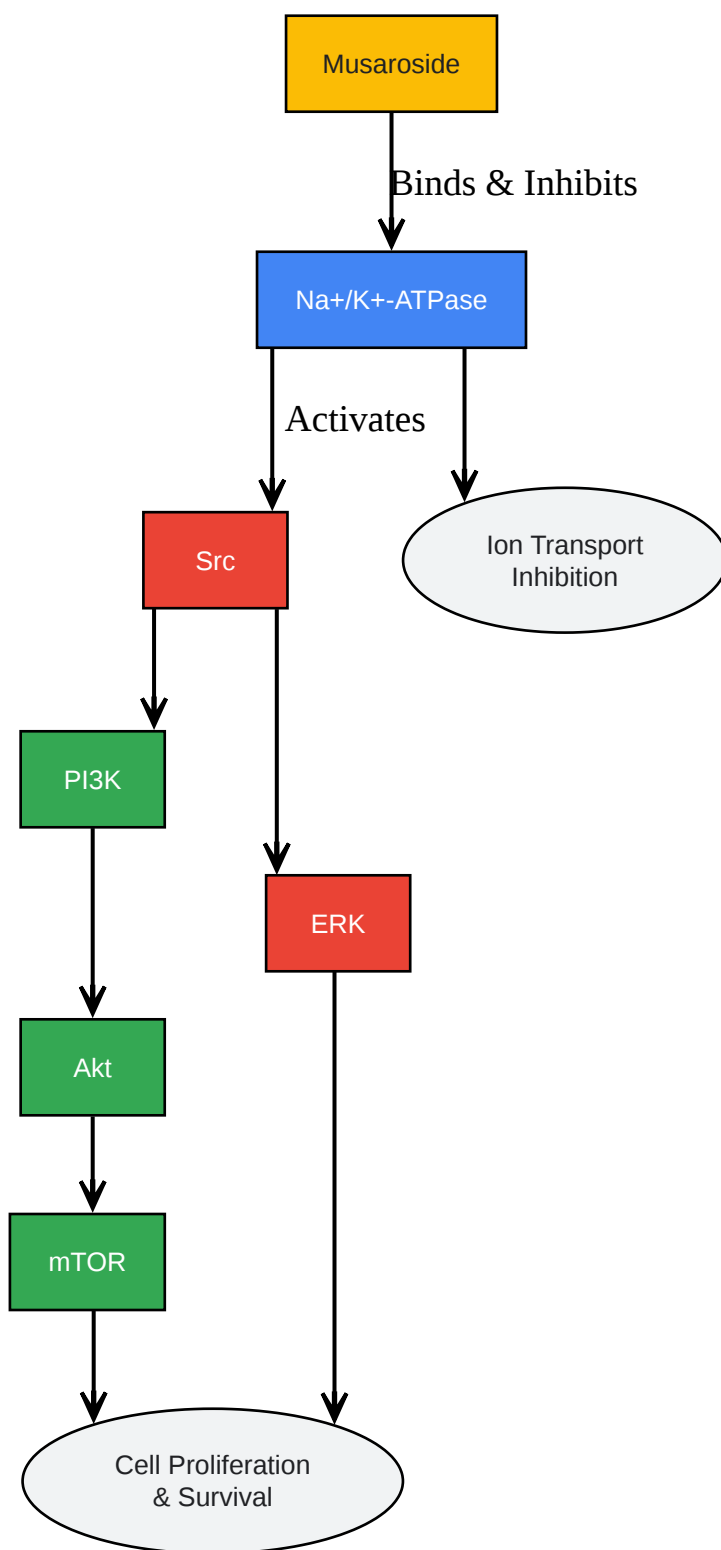 Musaroside
Binds & Inhibits
Na+/K+-ATPase
Activates
Ion Transport
Inhibition
Src
PI3K
ERK
Akt
mTOR
Cell Proliferation
& Survival